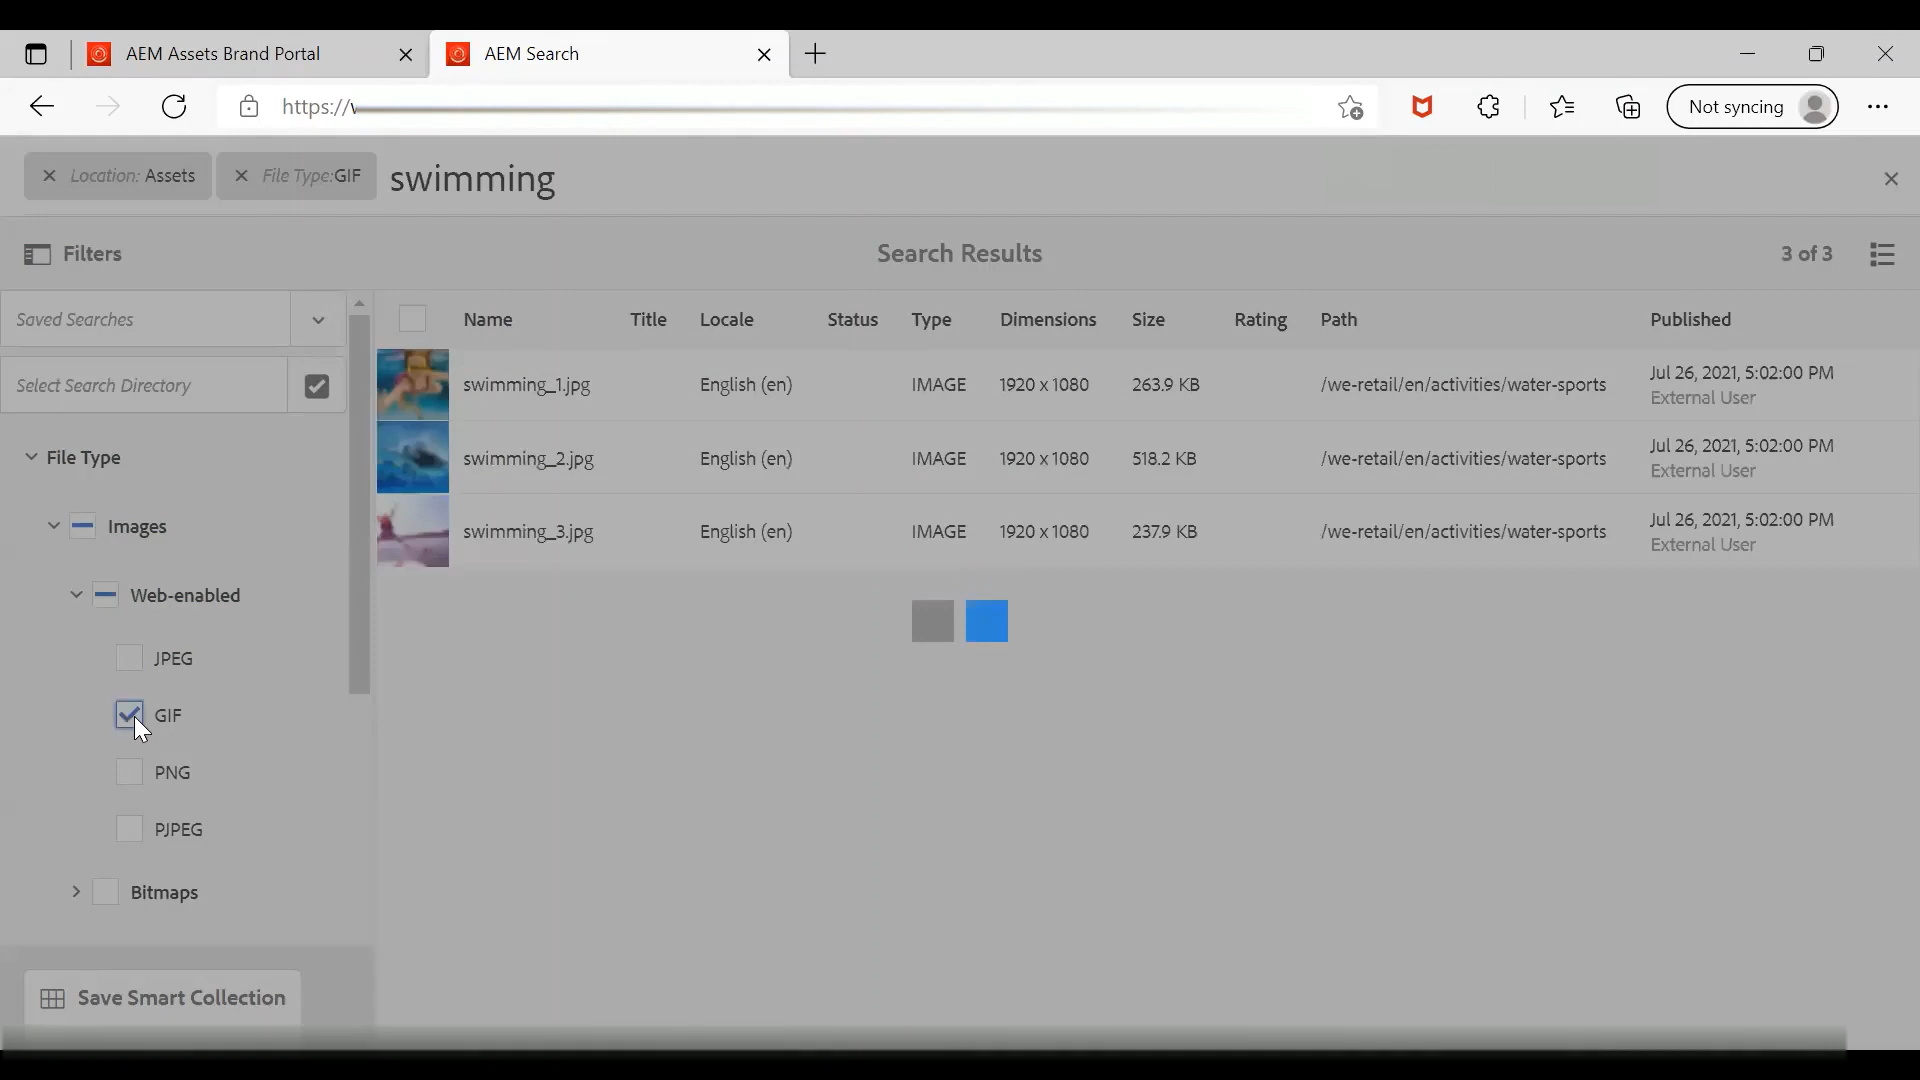 AEM Assets Brand Portal
AEM Search
https://
Not syncing
Location: Assets
File Type:GIF
swimming
Filters
Search Results
3 of 3
Saved Searches
Select Search Directory
File Type
Images
Web-enabled
JPEG
GIF
PNG
PJPEG
Bitmaps
Save Smart Collection
Name Title Locale Status Type Dimensions Size Rating Path Published
swimming_1.jpg English (en) IMAGE 1920 x 1080 263.9 KB /we-retail/en/activities/water-sports Jul 26, 2021, 5:02:00 PM
External User
swimming_2.jpg English (en) IMAGE 1920 x 1080 518.2 KB /we-retail/en/activities/water-sports Jul 26, 2021, 5:02:00 PM
External User
swimming_3.jpg English (en) IMAGE 1920 x 1080 237.9 KB /we-retail/en/activities/water-sports Jul 26, 2021, 5:02:00 PM
External User